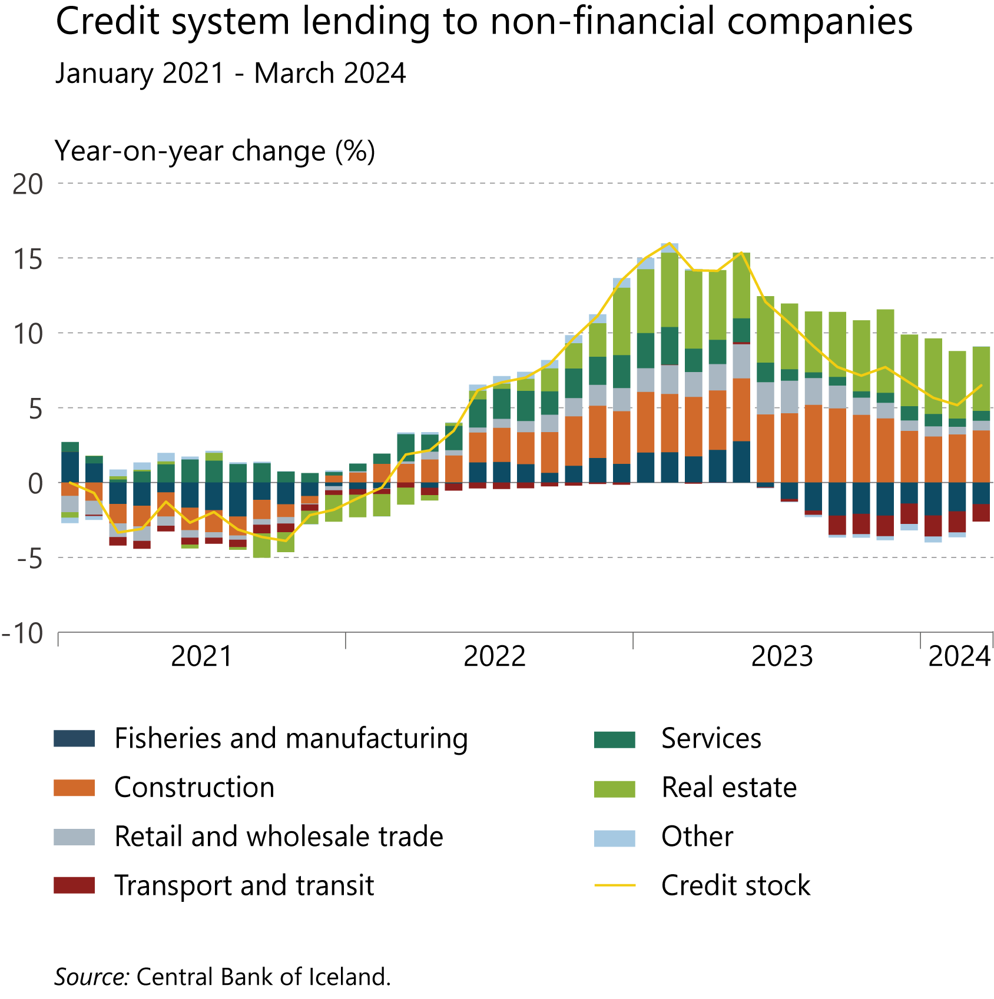 Credit system lending to non-financial companies
January 2021 - March 2024
Year-on-year change (%)
20
15
10
5
0
-5
-10
2021 2022 2023 2024
Fisheries and manufacturing
Construction
Retail and wholesale trade
Transport and transit
Services
Real estate
Other
Credit stock
Source: Central Bank of Iceland.